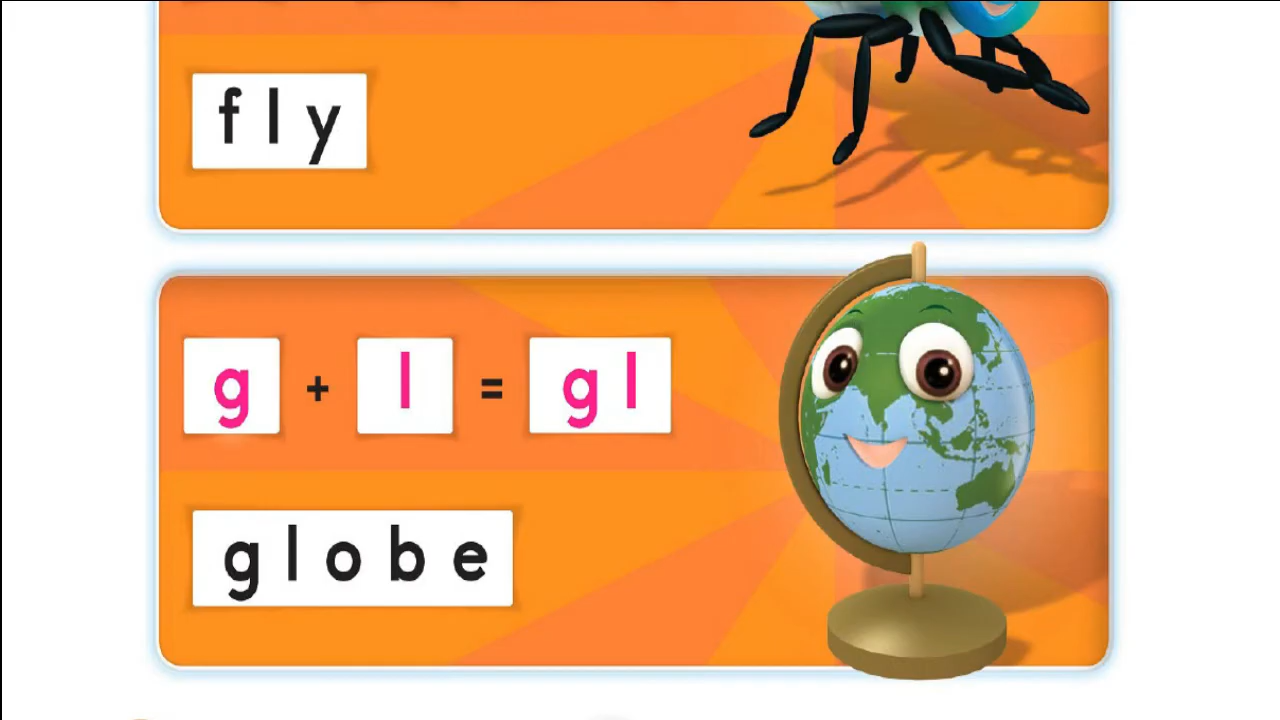 fly
g + l = gl
globe